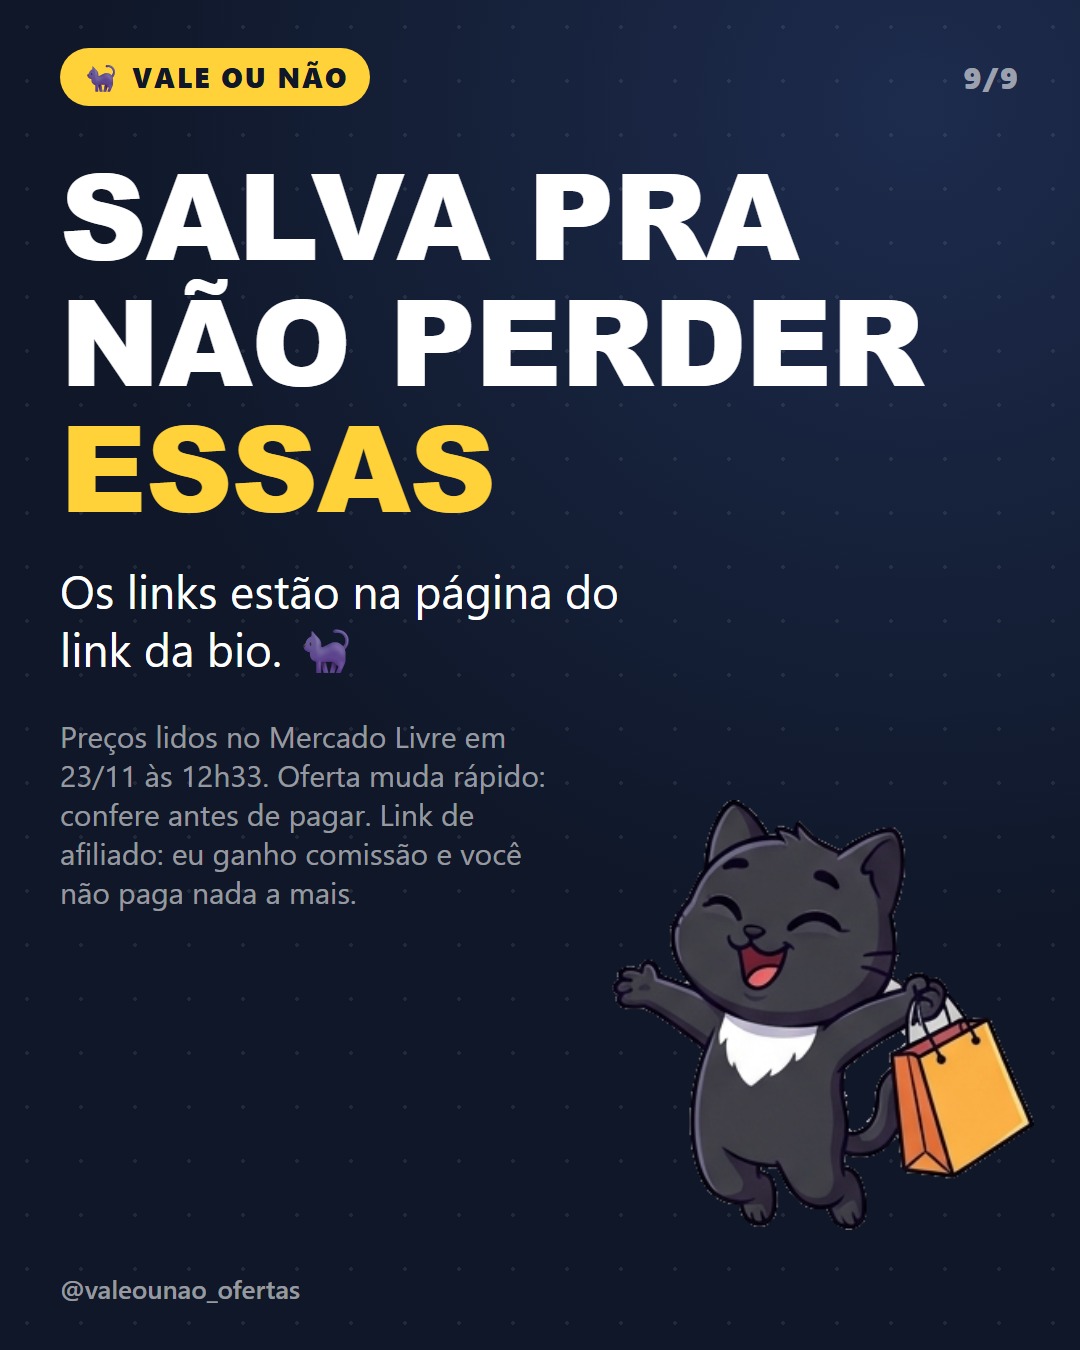 VALE OU NÃO
9/9
SALVA PRA
NÃO PERDER
ESSAS
Os links estão na página do
link da bio.
Preços lidos no Mercado Livre em
23/11 às 12h33. Oferta muda rápido:
confere antes de pagar. Link de
afiliado: eu ganho comissão e você
não paga nada a mais.
@valeounao_ofertas